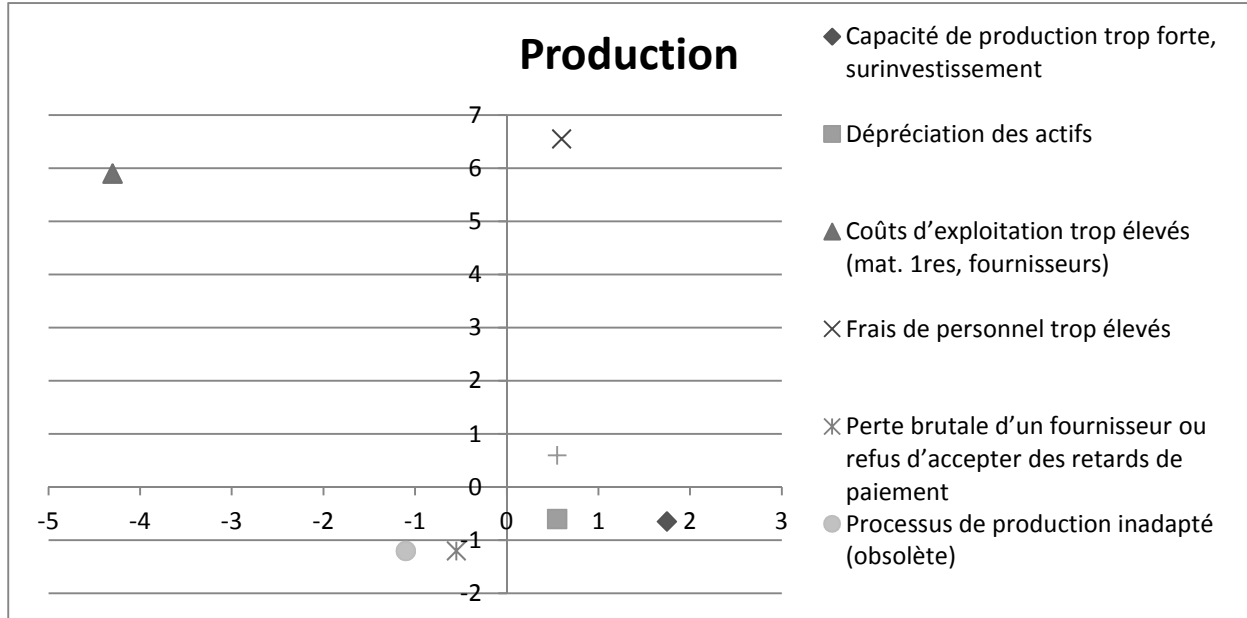 Production
Capacité de production trop forte,
surinvestissement
Dépréciation des actifs
Coûts d’exploitation trop élevés
(mat. 1res, fournisseurs)
Frais de personnel trop élevés
Perte brutale d’un fournisseur ou
refus d’accepter des retards de
paiement
Processus de production inadapté
(obsolète)
7
6
5
4
3
2
1
0
-5 -4 -3 -2 -1 0 1 2 3
-1
-2